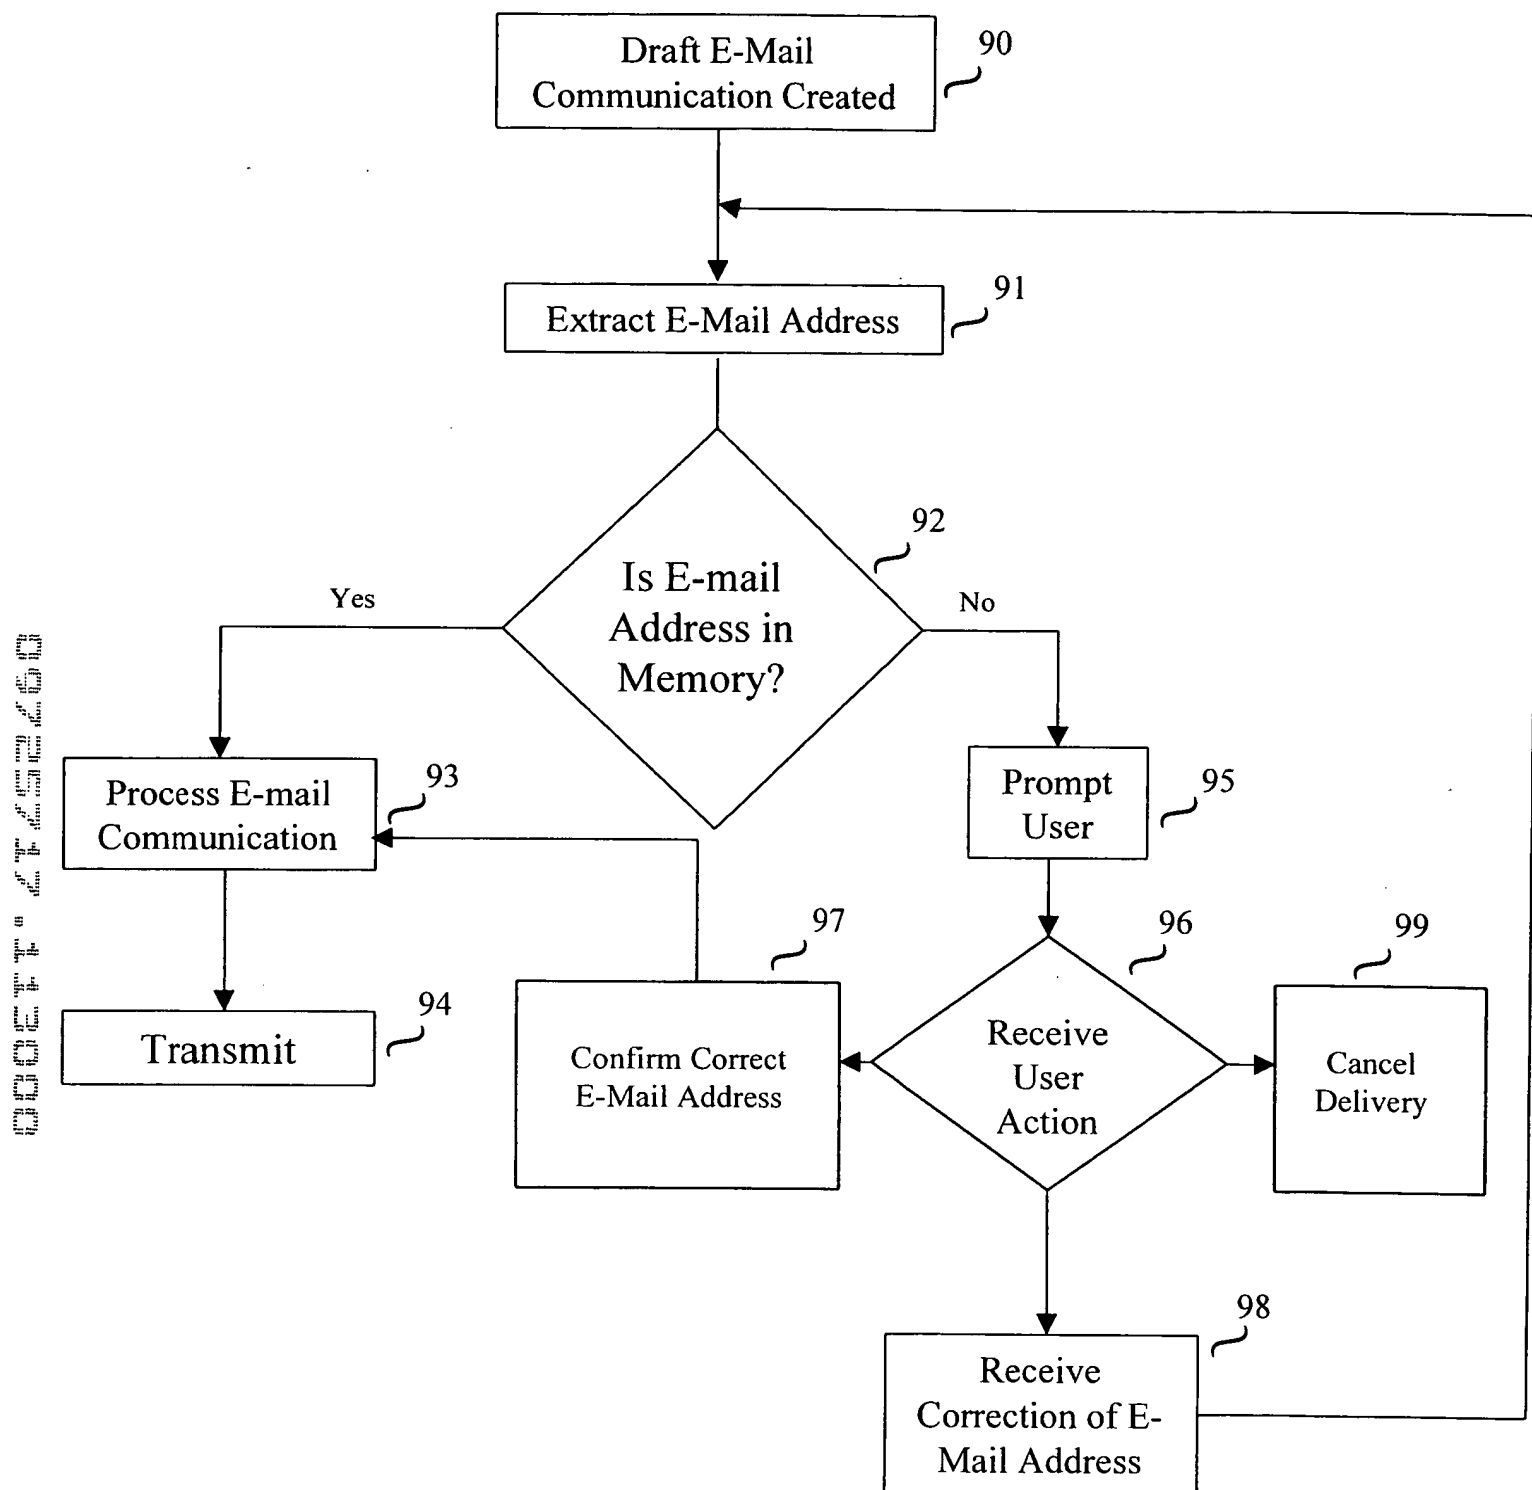 Draft E-Mail
Communication Created
90
Extract E-Mail Address
91
92
Is E-mail
Address in
Memory?
Yes
No
Process E-mail
Communication
93
Prompt
User
95
Transmit
94
97
Confirm Correct
E-Mail Address
96
Receive
User
Action
99
Cancel
Delivery
98
Receive
Correction of E-
Mail Address